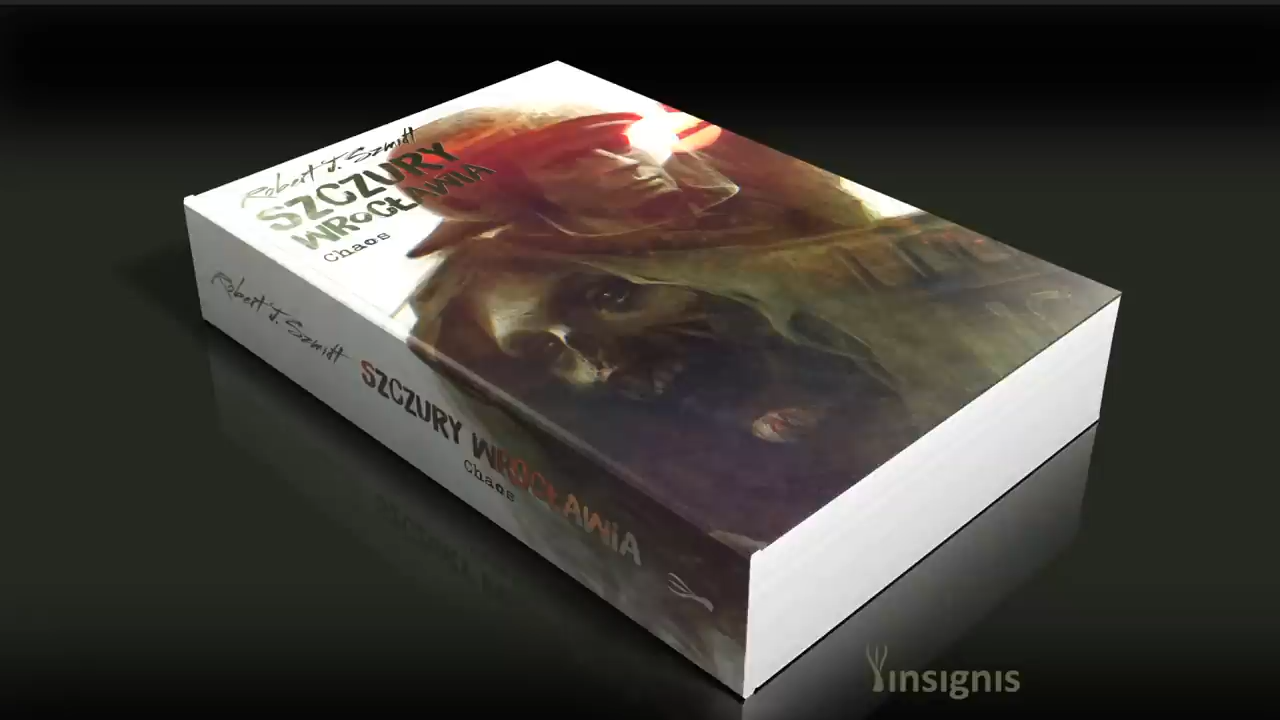 Robert J. Szmidt
SZCZURY
WROCŁAWIA
Chaos
Robert J. Szmidt
SZCZURY WROCŁAWIA
Chaos
insignis